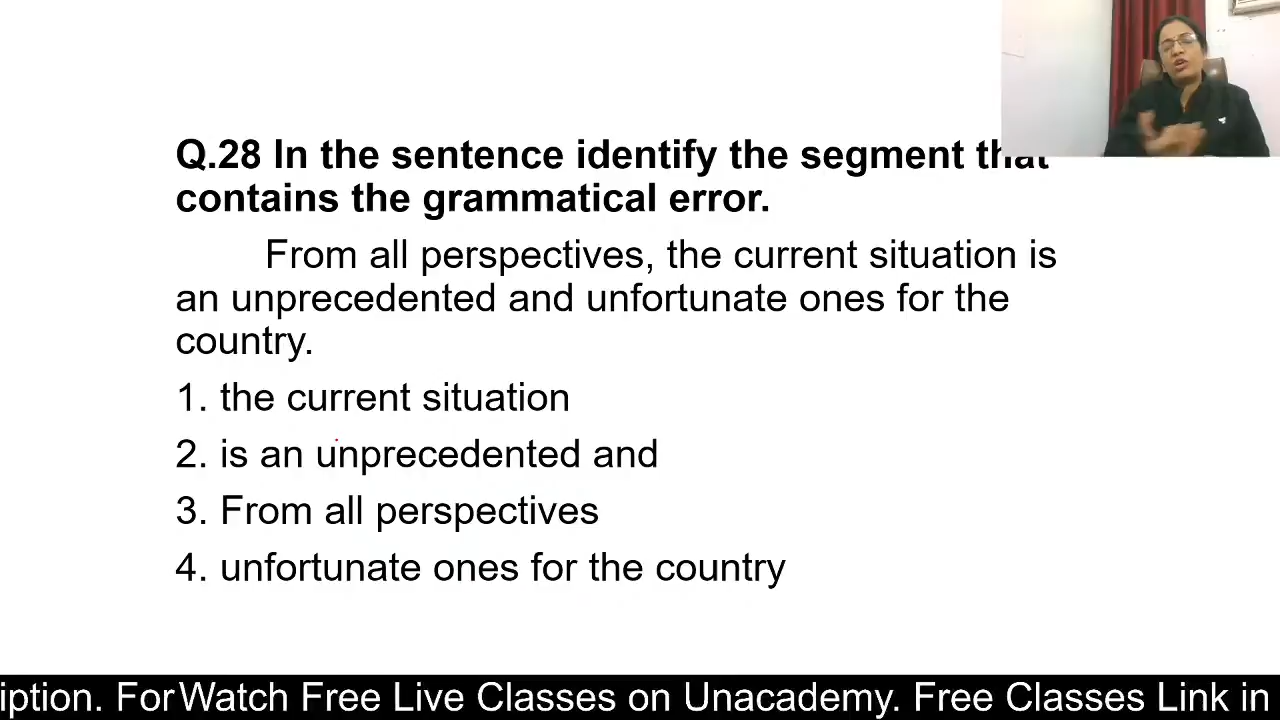 Q.28 In the sentence identify the segment that
contains the grammatical error.
From all perspectives, the current situation is
an unprecedented and unfortunate ones for the
country.
1. the current situation
2. is an unprecedented and
3. From all perspectives
4. unfortunate ones for the country
iption. For Watch Free Live Classes on Unacademy. Free Classes Link in